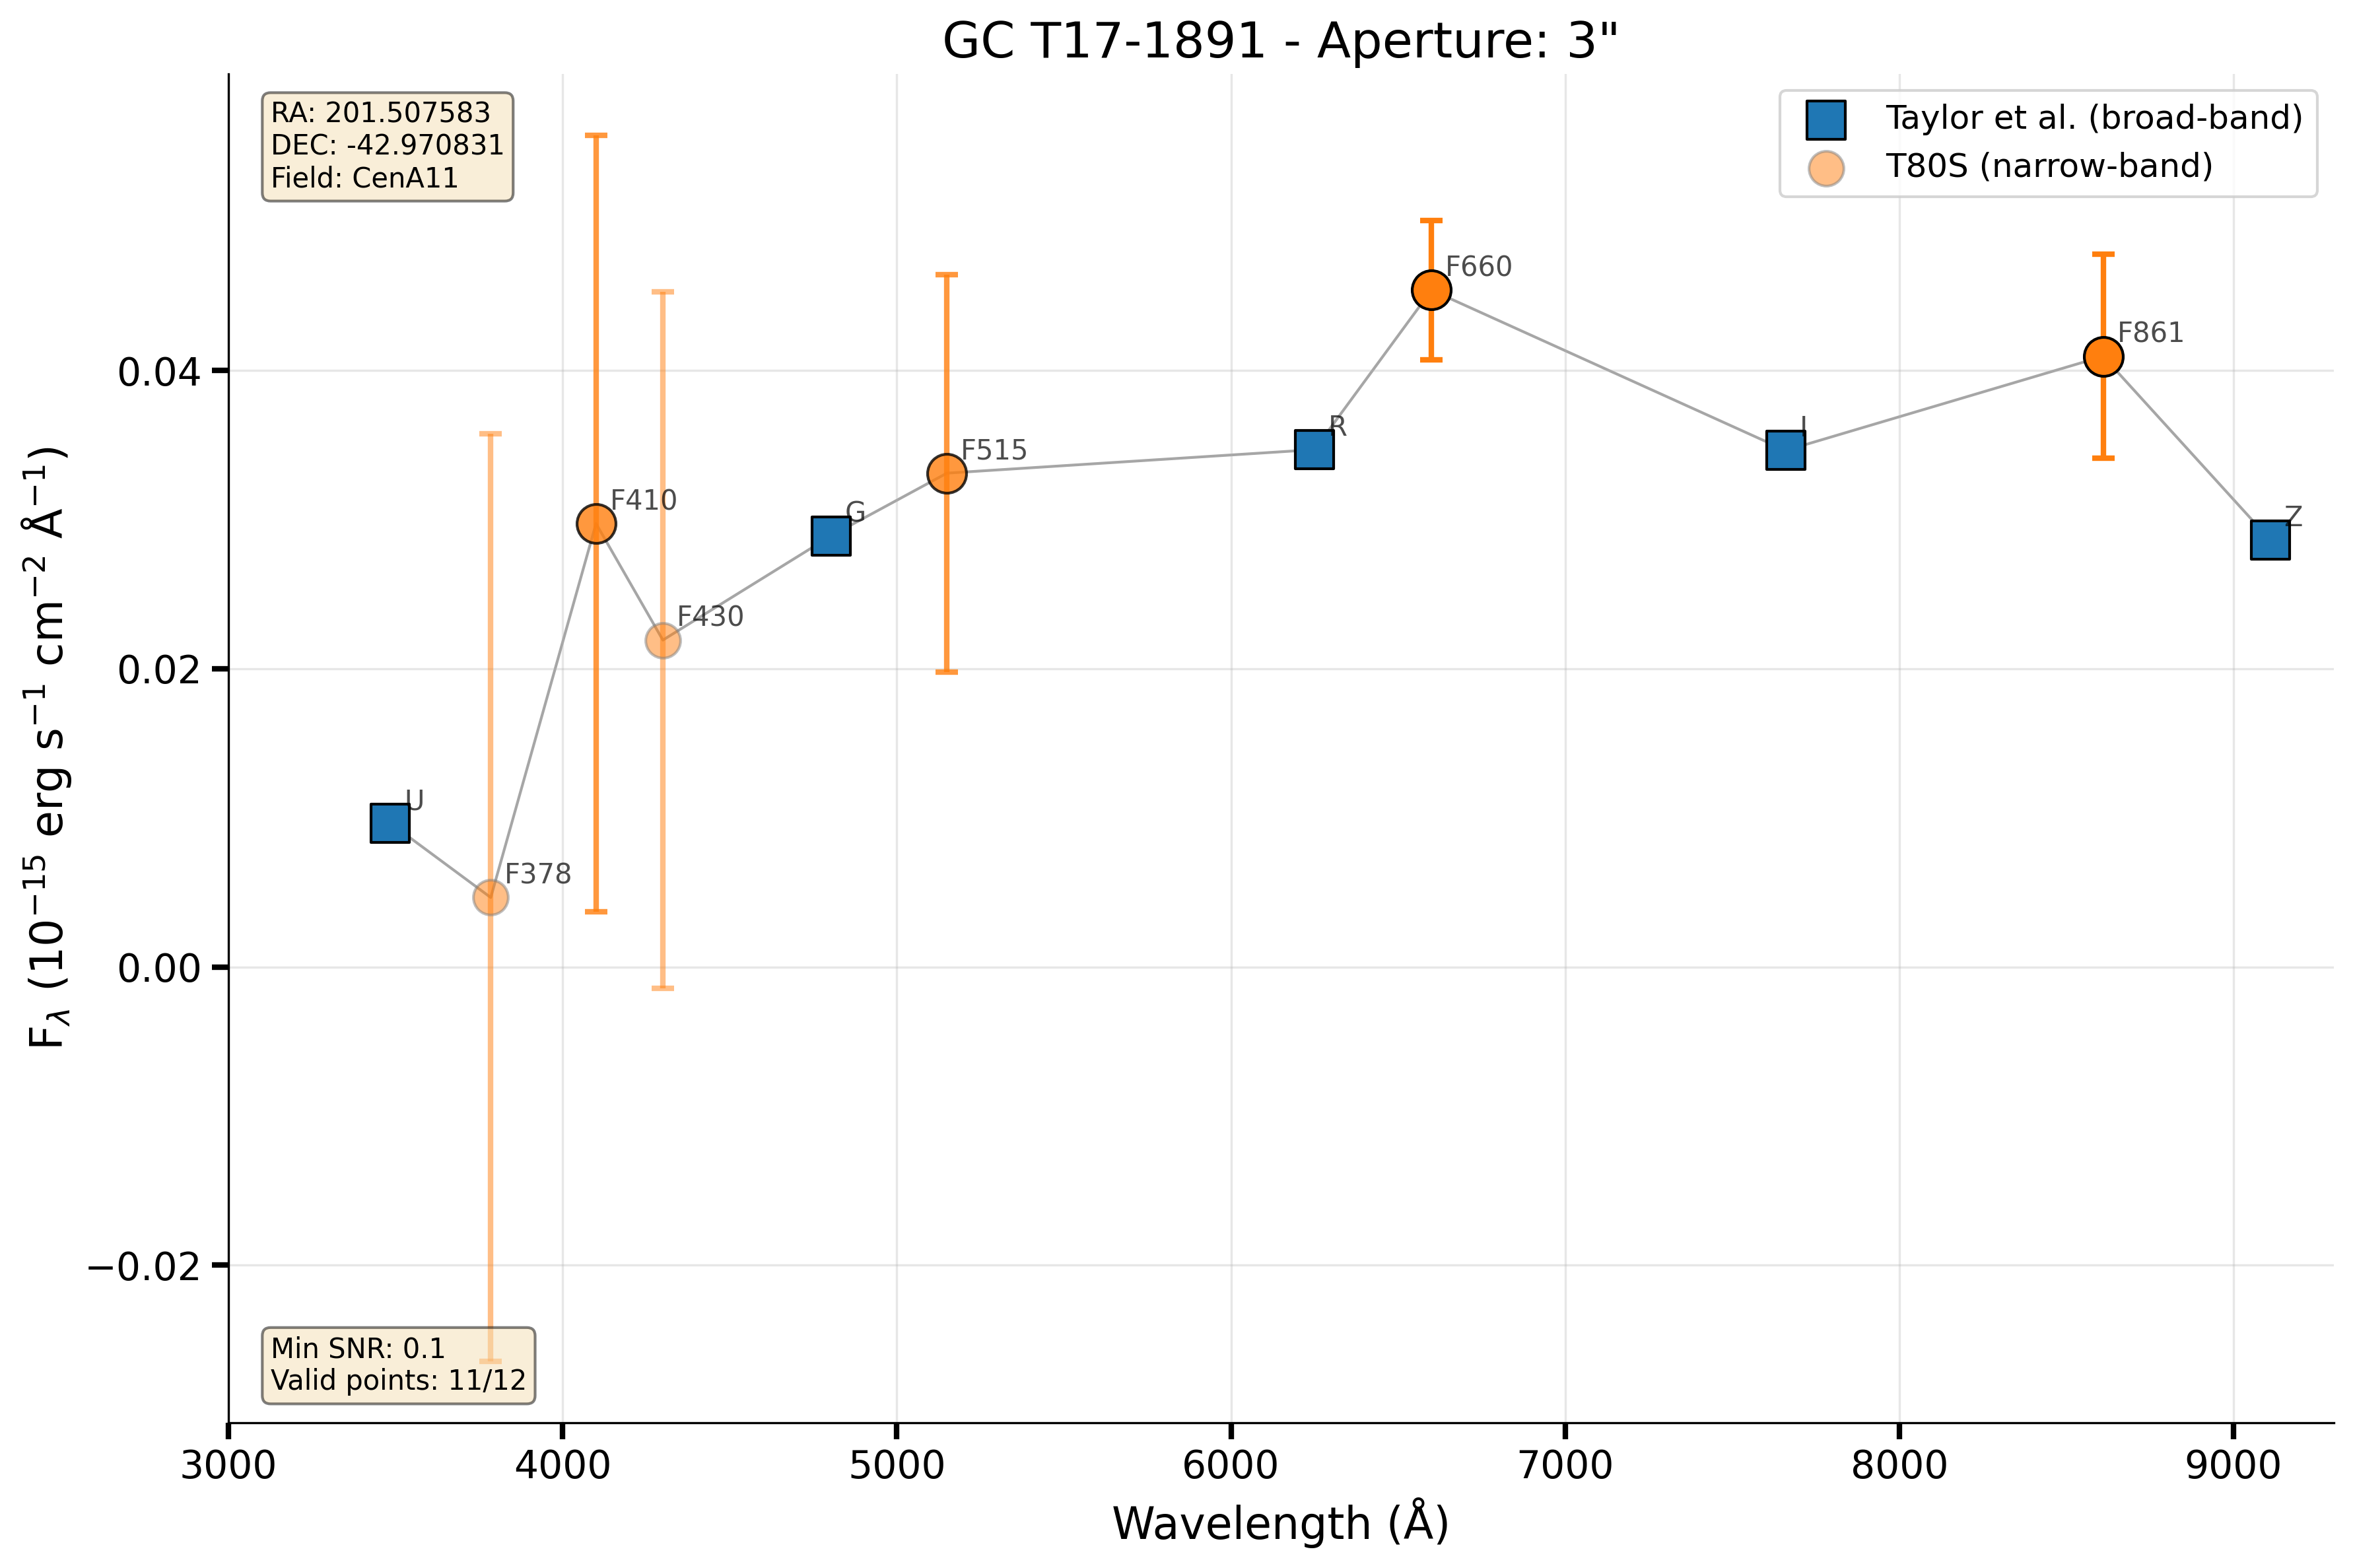 GC T17-1891 - Aperture: 3"
RA: 201.507583
DEC: -42.970831
Field: CenA11
Taylor et al. (broad-band)
T80S (narrow-band)
F660
F861
0.04
R
I
F515
F410
G
Z
F430
0.02
U
F378
0.00
−0.02
F_λ (10⁻¹⁵ erg s⁻¹ cm⁻² Å⁻¹)
Min SNR: 0.1
Valid points: 11/12
3000 4000 5000 6000 7000 8000 9000
Wavelength (Å)